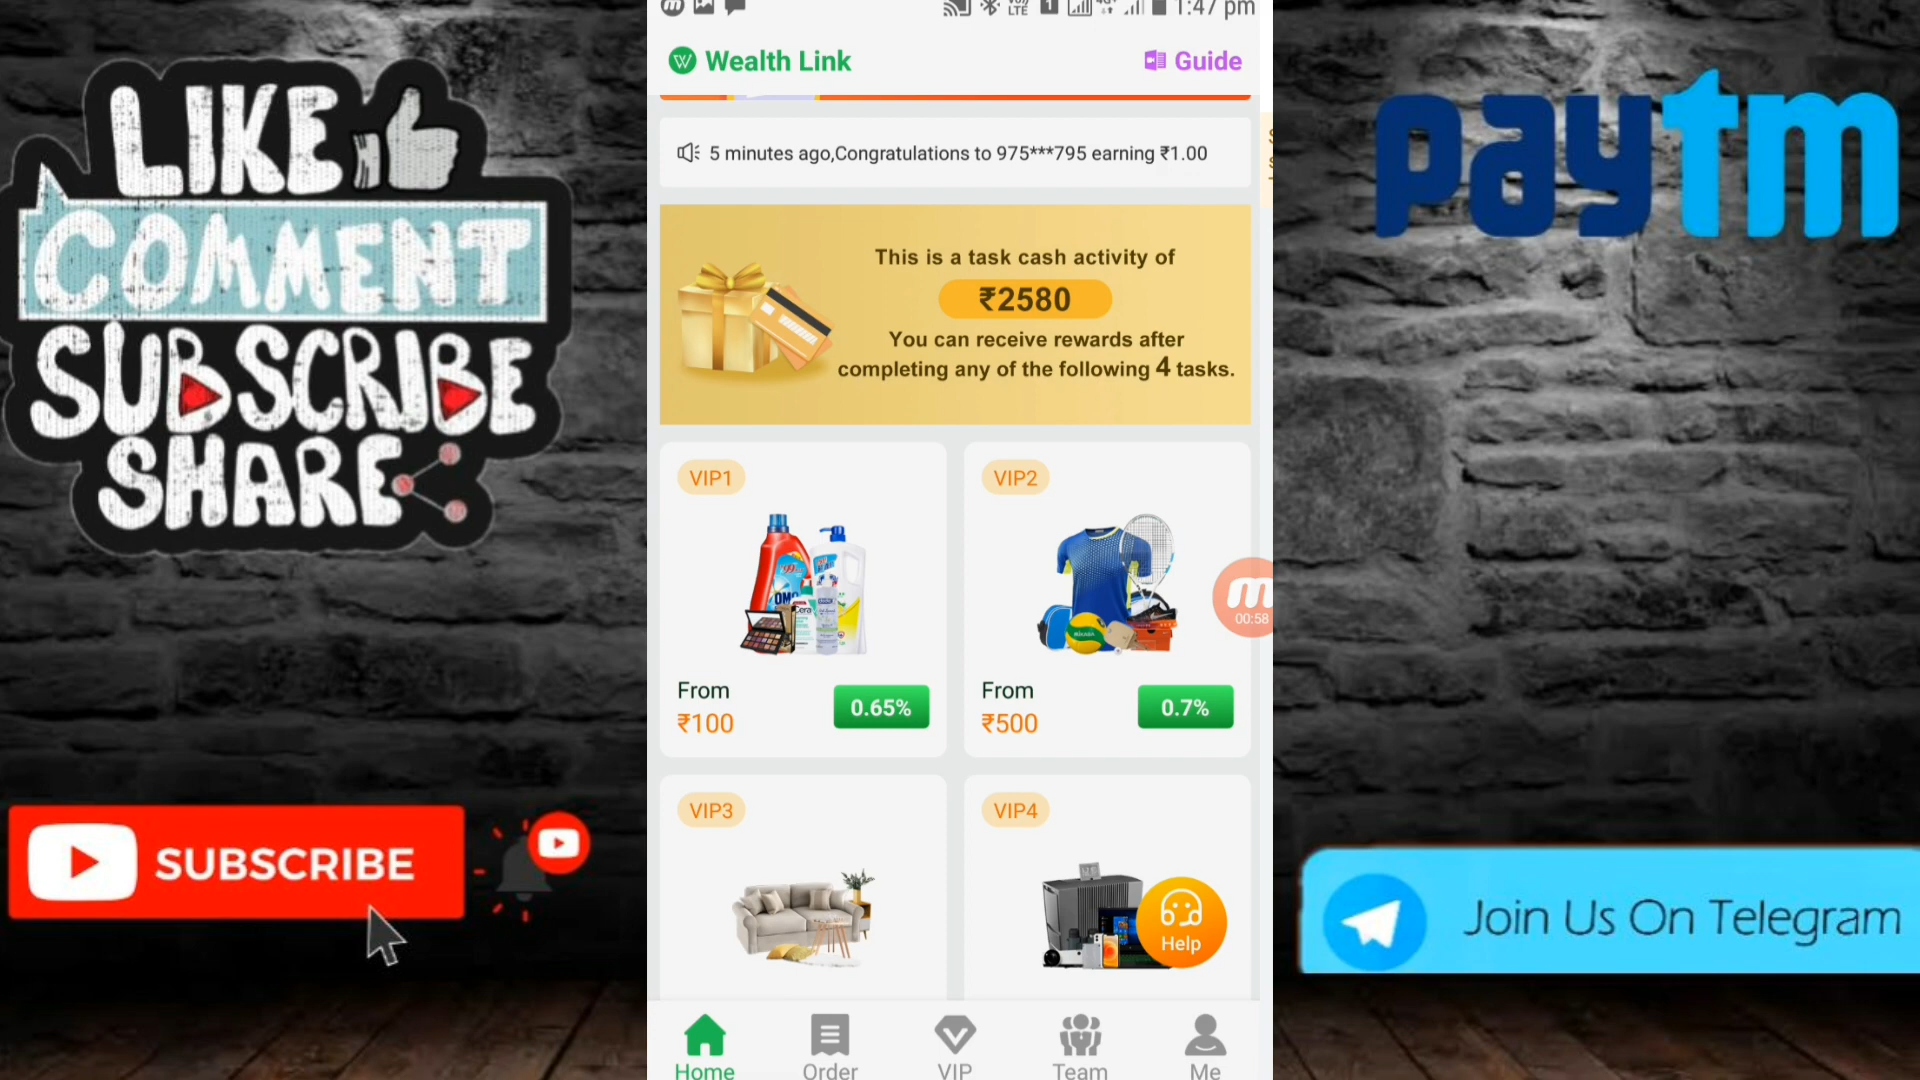 LIKE
COMMENT
SUBSCRIBE
SHARE
SUBSCRIBE
1:47 pm
Wealth Link
Guide
5 minutes ago,Congratulations to 975***795 earning ₹1.00
This is a task cash activity of
₹2580
You can receive rewards after
completing any of the following 4 tasks.
VIP1
VIP2
From
₹100
0.65%
From
₹500
0.7%
00:58
VIP3
VIP4
Help
Home
Order
VIP
Team
Me
paytm
Join Us On Telegram